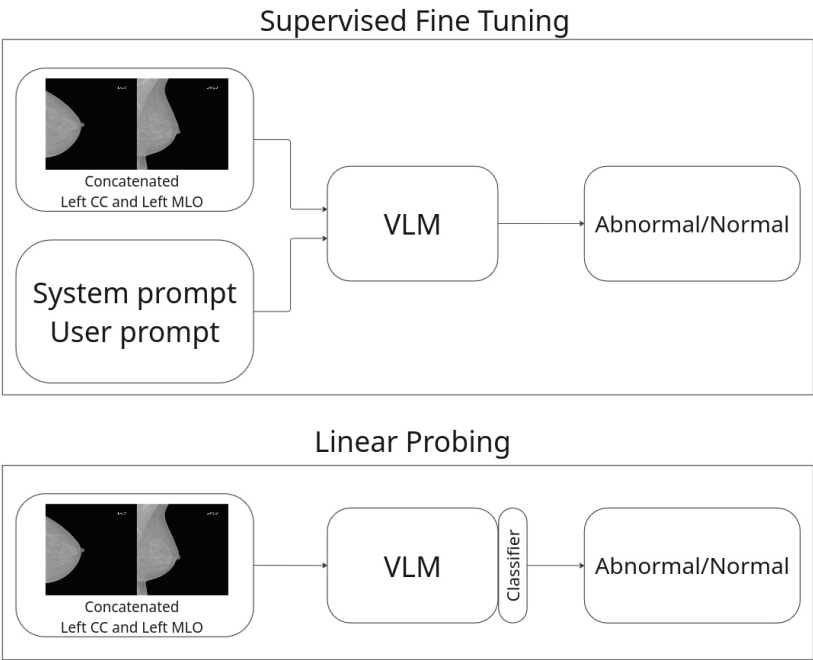 Supervised Fine Tuning
Concatenated
Left CC and Left MLO
System prompt
User prompt
VLM
Abnormal/Normal
Linear Probing
Concatenated
Left CC and Left MLO
VLM
Classifier
Abnormal/Normal